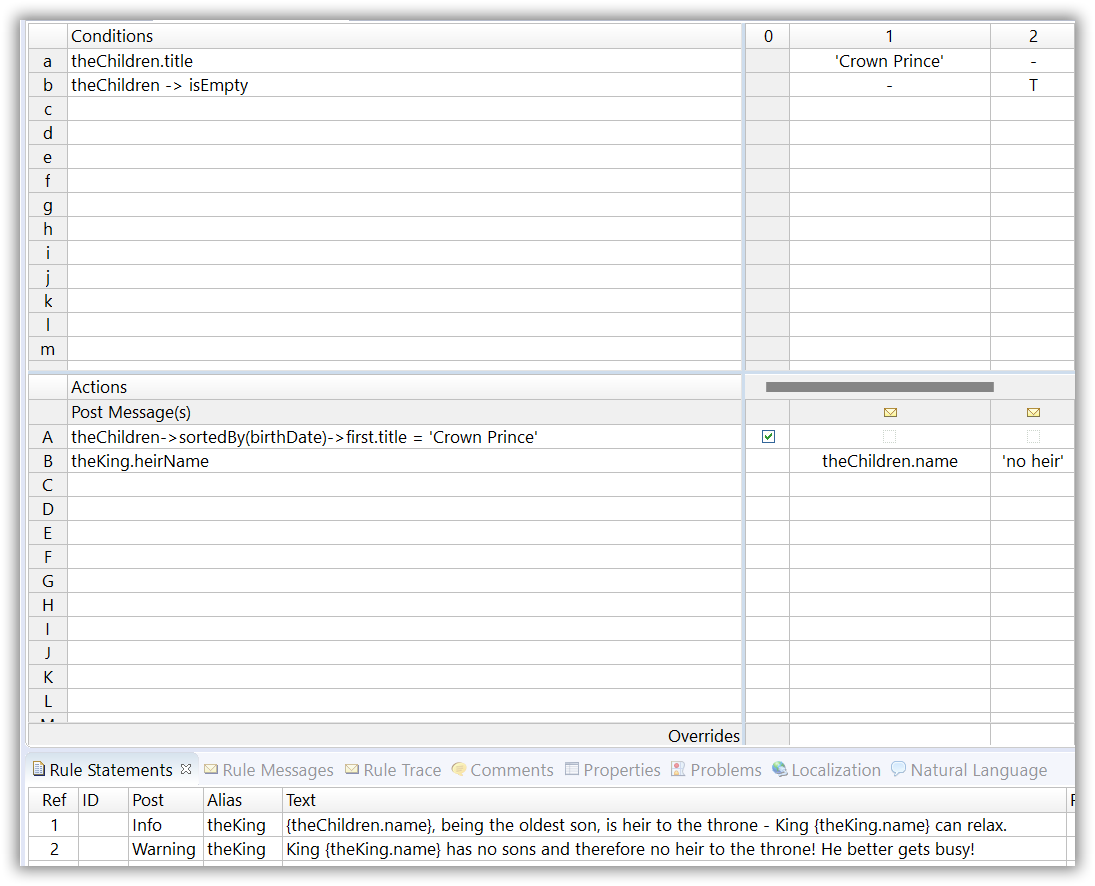 Conditions 0 1 2
a theChildren.title 'Crown Prince' -
b theChildren -> isEmpty - T
c
d
e
f
g
h
i
j
k
l
m
Actions
Post Message(s)
A theChildren->sortedBy(birthDate)->first.title = 'Crown Prince'
B theKing.heirName theChildren.name 'no heir'
C
D
E
F
G
H
I
J
K
L
Overrides
Rule Statements Rule Messages Rule Trace Comments Properties Problems Localization Natural Language
Ref ID Post Alias Text
1 Info theKing {theChildren.name}, being the oldest son, is heir to the throne - King {theKing.name} can relax.
2 Warning theKing King {theKing.name} has no sons and therefore no heir to the throne! He better gets busy!